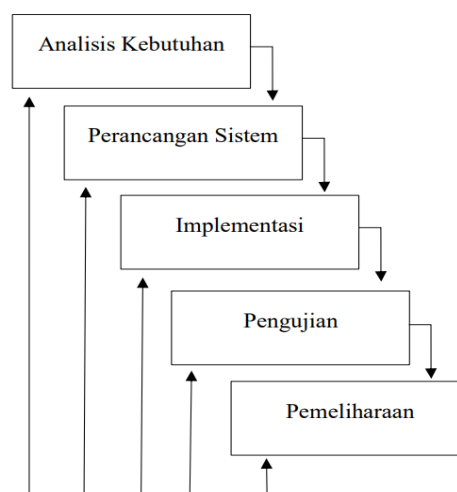 Analisis Kebutuhan
Perancangan Sistem
Implementasi
Pengujian
Pemeliharaan